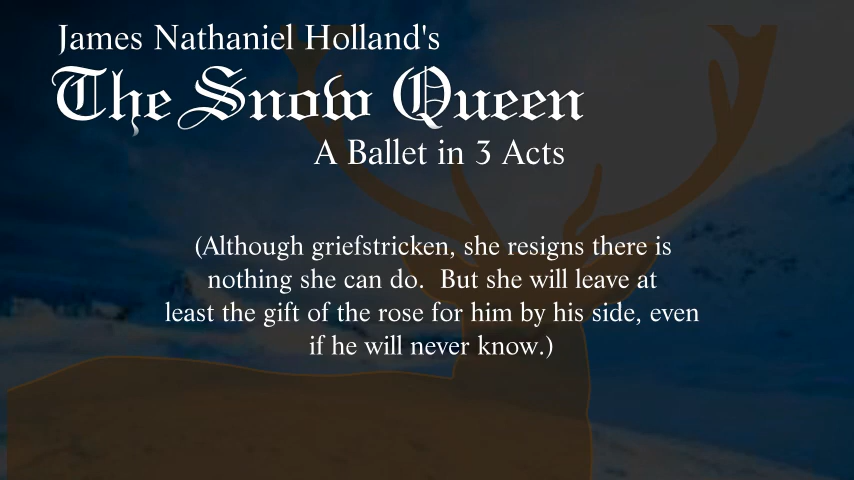 James Nathaniel Holland's
The Snow Queen
A Ballet in 3 Acts
(Although griefstricken, she resigns there is
nothing she can do.  But she will leave at
least the gift of the rose for him by his side, even
if he will never know.)